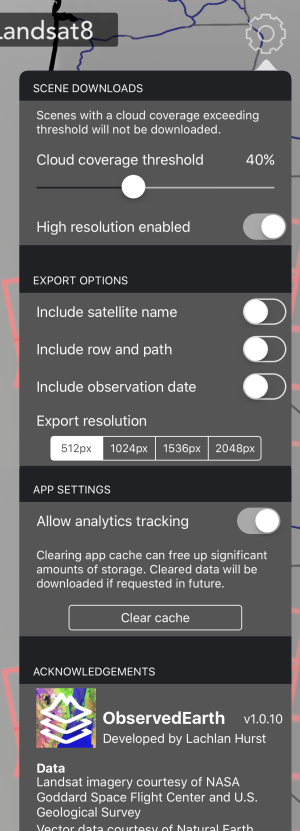 Landsat8
SCENE DOWNLOADS
Scenes with a cloud coverage exceeding
threshold will not be downloaded.
Cloud coverage threshold 40%
High resolution enabled
EXPORT OPTIONS
Include satellite name
Include row and path
Include observation date
Export resolution
512px 1024px 1536px 2048px
APP SETTINGS
Allow analytics tracking
Clearing app cache can free up significant
amounts of storage. Cleared data will be
downloaded if requested in future.
Clear cache
ACKNOWLEDGEMENTS
ObservedEarth v1.0.10
Developed by Lachlan Hurst
Data
Landsat imagery courtesy of NASA
Goddard Space Flight Center and U.S.
Geological Survey
Vector data courtesy of Natural Earth